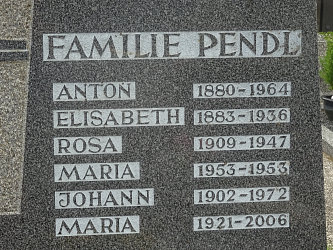 FAMILIE PENDL
ANTON 1880-1964
ELISABETH 1883-1936
ROSA 1909-1947
MARIA 1953-1953
JOHANN 1902-1972
MARIA 1921-2006